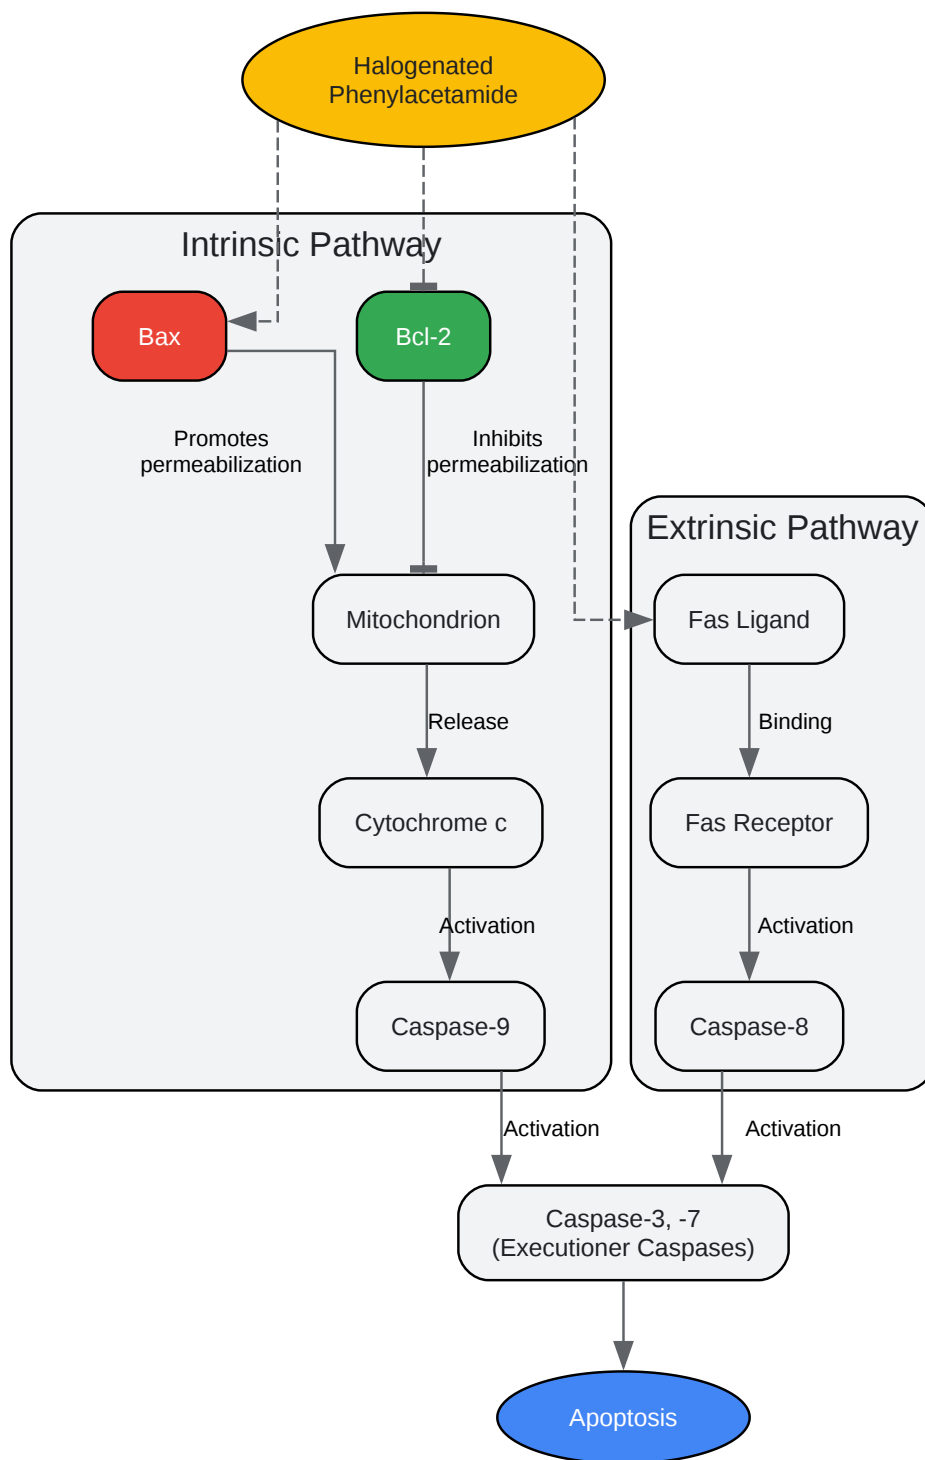 Halogenated
Phenylacetamide
Intrinsic Pathway
Bax
Bcl-2
Promotes
permeabilization
Inhibits
permeabilization
Extrinsic Pathway
Mitochondrion
Fas Ligand
Release
Binding
Cytochrome c
Fas Receptor
Activation
Activation
Caspase-9
Caspase-8
Activation
Activation
Caspase-3, -7
(Executioner Caspases)
Apoptosis